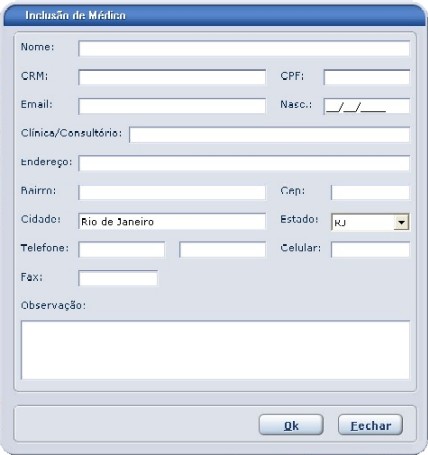 Inclusão de Médico
Nome:
CRM: CPF:
Email: Nasc.: __/__/____
Clínica/Consultório:
Endereço:
Bairro: Cep:
Cidade: Rio de Janeiro Estado: RJ
Telefone: Celular:
Fax:
Observação:
Ok Fechar